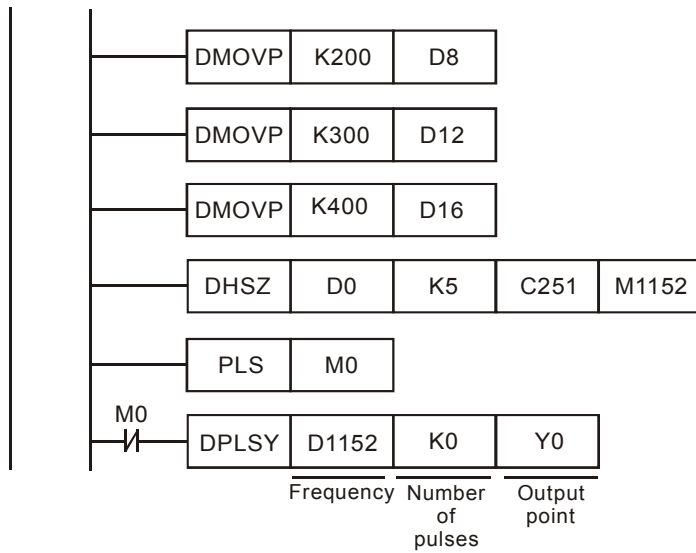 DMOVP K200 D8
DMOVP K300 D12
DMOVP K400 D16
DHSZ D0 K5 C251 M1152
PLS M0
M0
DPLSY D1152 K0 Y0
Frequency Number of pulses Output point